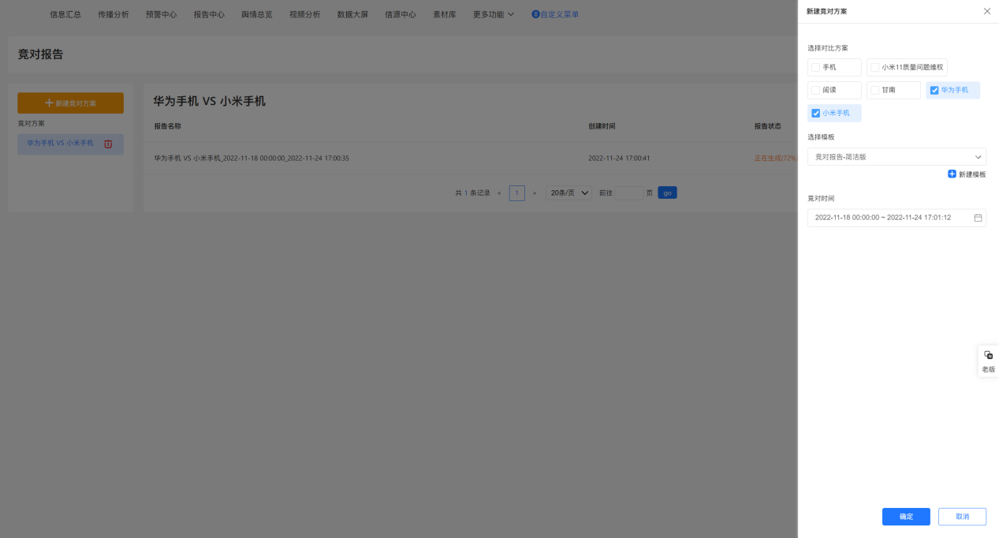 信息汇总 传播分析 预警中心 报告中心 舆情总览 视频分析 数据大屏 信源中心 素材库 更多功能 自定义菜单
竞对报告
新建竞对方案
竞对方案
华为手机 VS 小米手机
华为手机 VS 小米手机
报告名称 创建时间 报告状态
华为手机 VS 小米手机_2022-11-18 00:00:00_2022-11-24 17:00:35 2022-11-24 17:00:41 正在生成(72%)
共 1 条记录 < 1 > 20条/页 前往 页 go
新建竞对方案
选择对比方案
手机 小米11质量问题维权
阅读 甘南 华为手机
小米手机
选择模板
竞对报告-简洁版
新建模板
竞对时间
2022-11-18 00:00:00 ~ 2022-11-24 17:01:12
老版
确定 取消